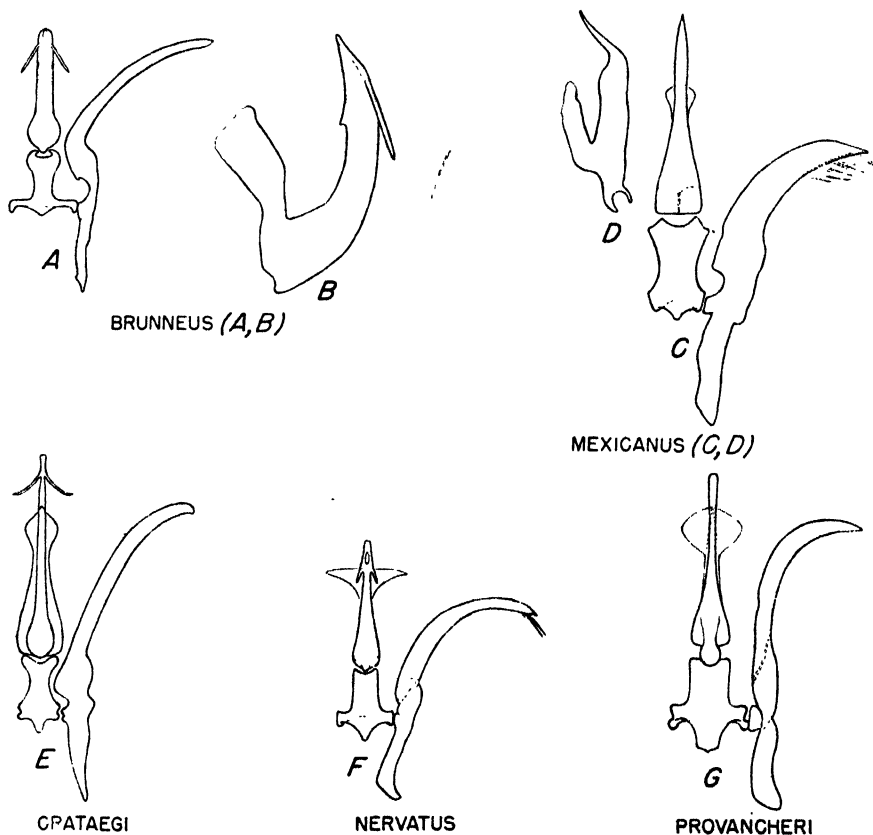 A
B
BRUNNEUS (A,B)
D
C
MEXICANUS (C,D)
E
F
G
CPATAEGI
NERVATUS
PROVANCHERI